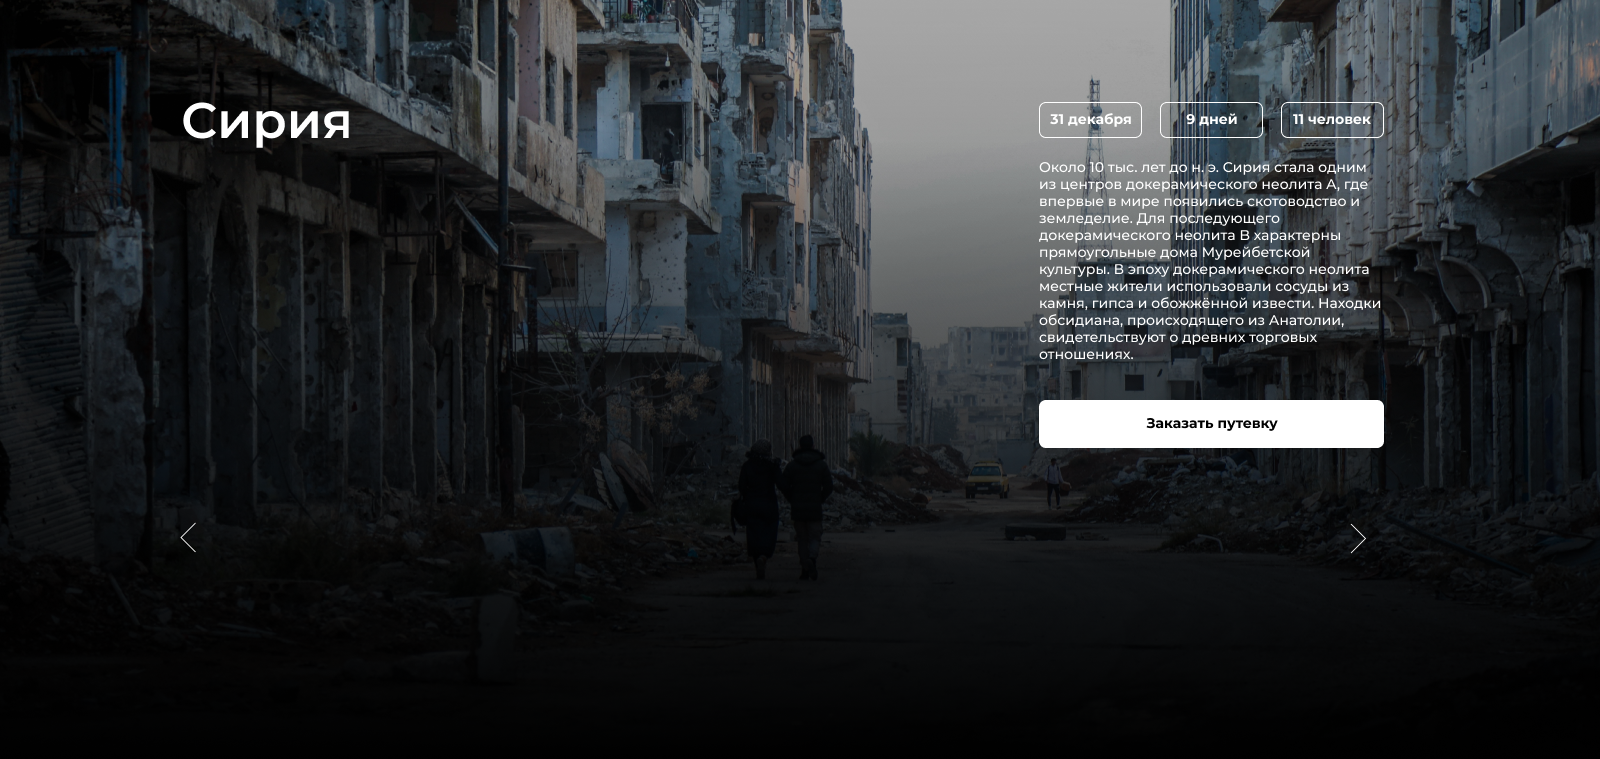 Сирия
31 декабря
9 дней
11 человек
Около 10 тыс. лет до н. э. Сирия стала одним
из центров докерамического неолита А, где
впервые в мире появились скотоводство и
земледелие. Для последующего
докерамического неолита B характерны
прямоугольные дома Мурейбетской
культуры. В эпоху докерамического неолита
местные жители использовали сосуды из
камня, гипса и обожжённой извести. Находки
обсидиана, происходящего из Анатолии,
свидетельствуют о древних торговых
отношениях.
Заказать путевку